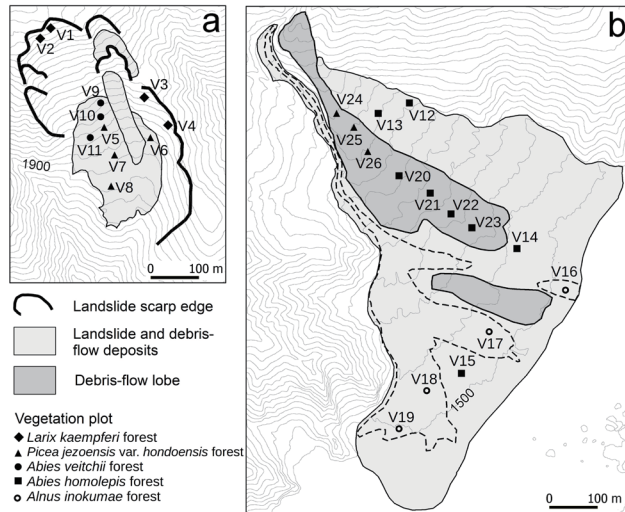 a
V1
V2
V3
V9
V4
V10
V5
V11
V6
V7
1900
V8
0 100 m
Landslide scarp edge
Landslide and debris-
flow deposits
Debris-flow lobe
Vegetation plot
Larix kaempferi forest
Picea jezoensis var. hondoensis forest
Abies veitchii forest
Abies homolepis forest
Alnus inokumae forest
b
V24
V12
V13
V25
V26
V20
V21
V22
V23
V14
V16
V17
V15
V18
1500
V19
0 100 m